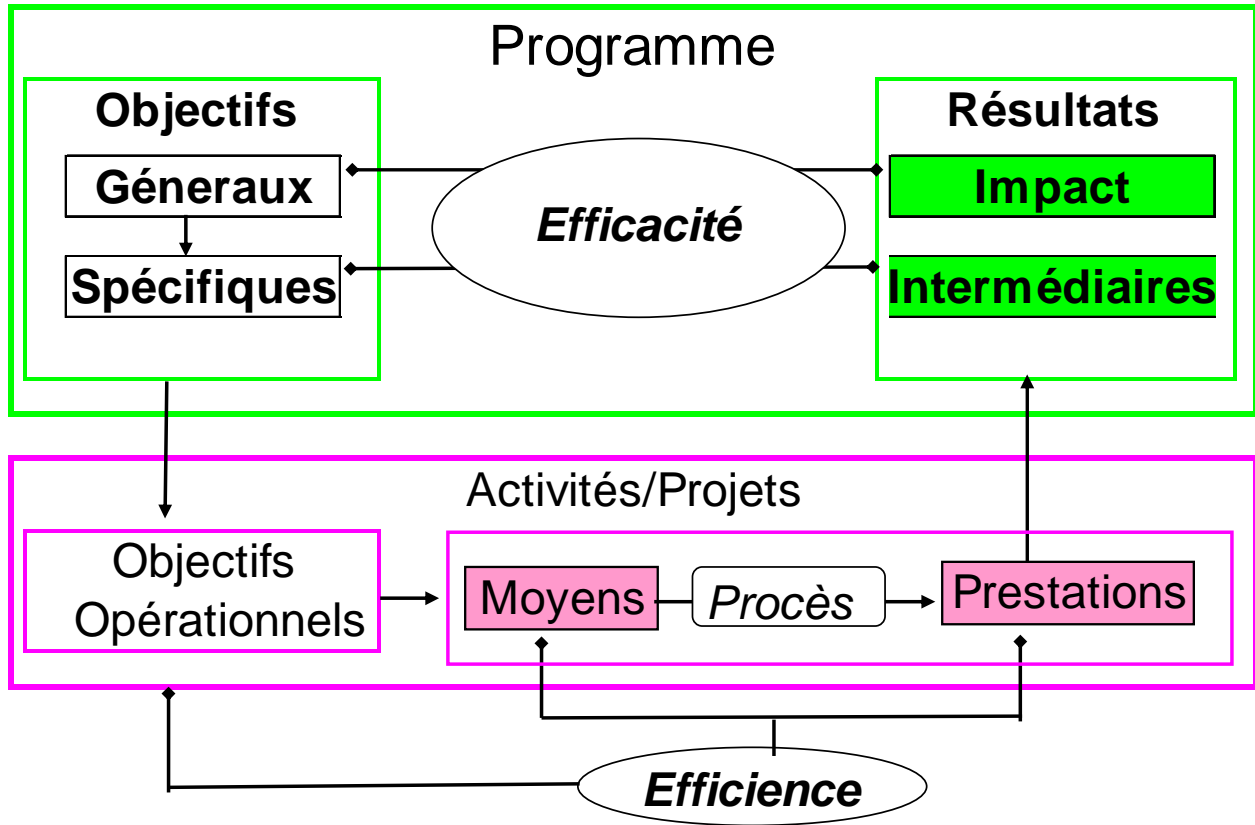 Programme
Objectifs
Géneraux
Spécifiques
Efficacité
Résultats
Impact
Intermédiaires
Activités/Projets
Objectifs
Opérationnels
Moyens
Procès
Prestations
Efficience